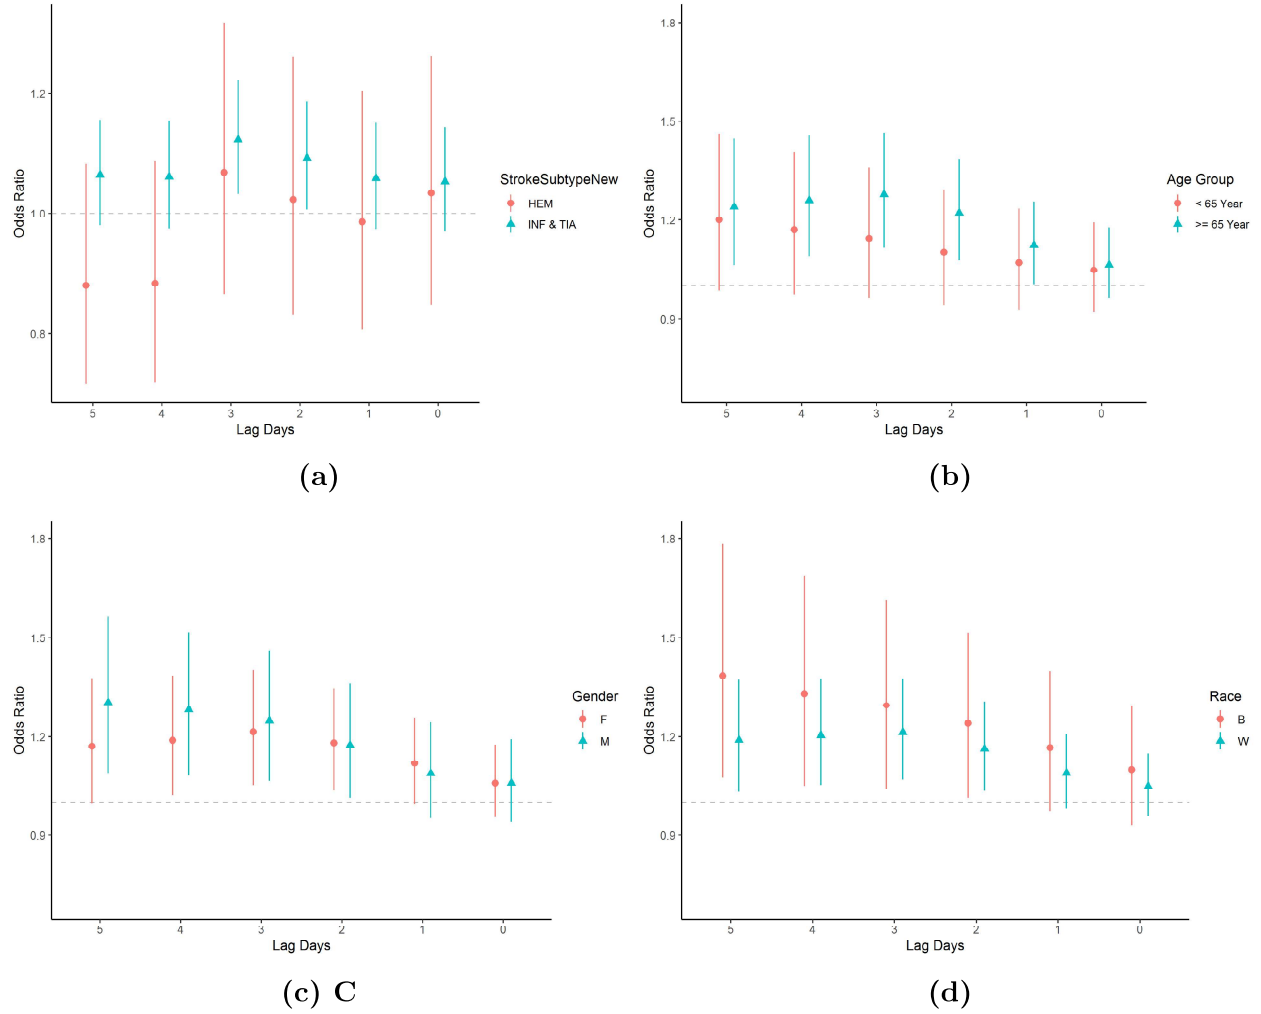 1.2
1.0
0.8
Odds Ratio
5 4 3 2 1 0
Lag Days
StrokeSubtypeNew
HEM
INF & TIA
(a)
1.8
1.5
1.2
0.9
Odds Ratio
5 4 3 2 1 0
Lag Days
Age Group
< 65 Year
>= 65 Year
(b)
1.8
1.5
1.2
0.9
Odds Ratio
5 4 3 2 1 0
Lag Days
Gender
F
M
(c) C
1.8
1.5
1.2
0.9
Odds Ratio
5 4 3 2 1 0
Lag Days
Race
B
W
(d)